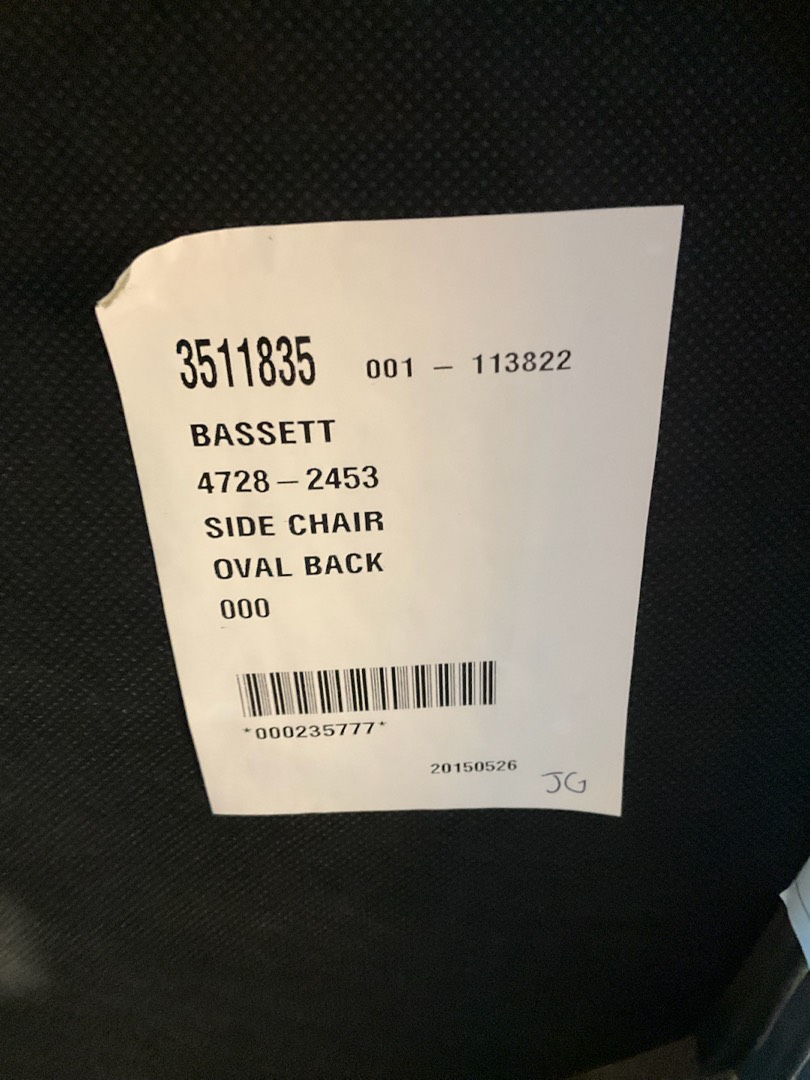 3511835 001 – 113822
BASSETT
4728–2453
SIDE CHAIR
OVAL BACK
000
*000235777*
20150526 JG